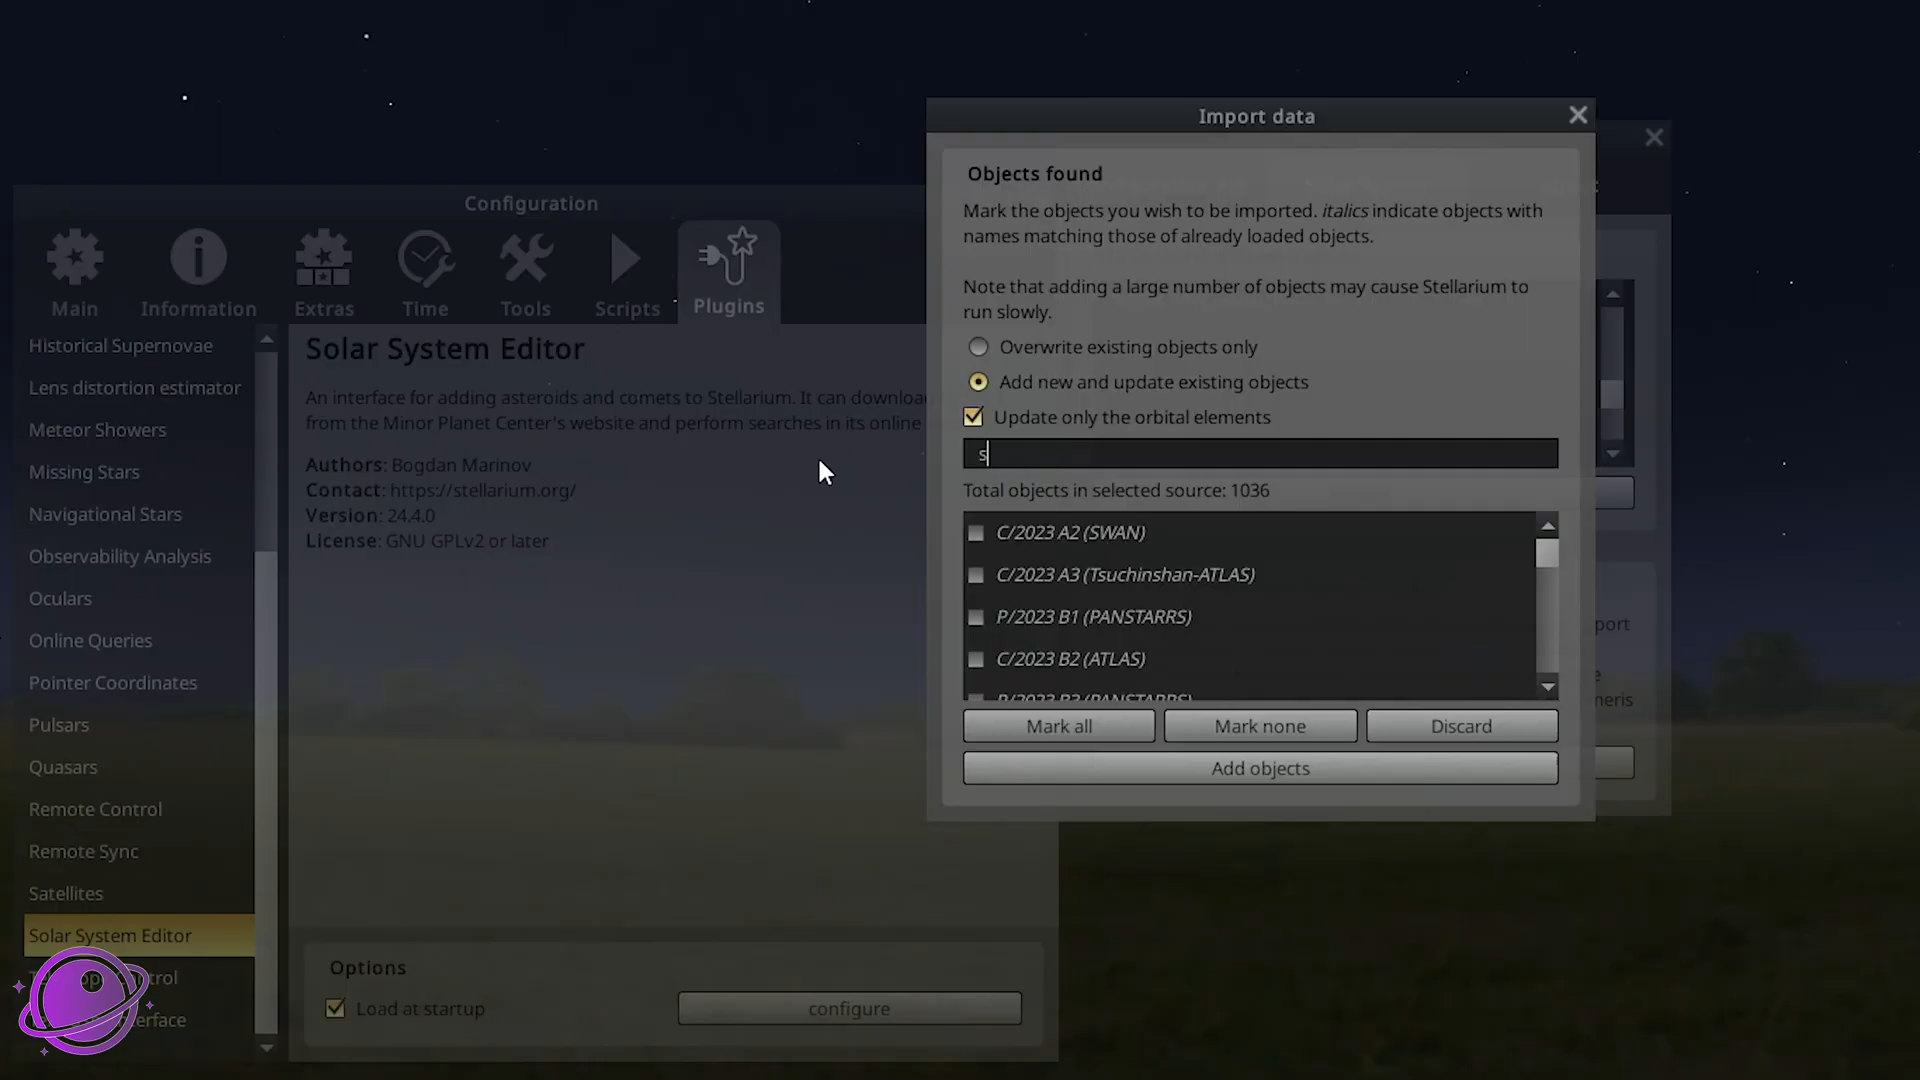 Import data
Objects found
Mark the objects you wish to be imported. italics indicate objects with
names matching those of already loaded objects.
Note that adding a large number of objects may cause Stellarium to
run slowly.
Overwrite existing objects only
Add new and update existing objects
Update only the orbital elements
s
Total objects in selected source: 1036
C/2023 A2 (SWAN)
C/2023 A3 (Tsuchinshan-ATLAS)
P/2023 B1 (PANSTARRS)
C/2023 B2 (ATLAS)
P/2023 B3 (PANSTARRS)
Mark all
Mark none
Discard
Add objects
Configuration
Main
Information
Extras
Time
Tools
Scripts
Plugins
Historical Supernovae
Lens distortion estimator
Meteor Showers
Missing Stars
Navigational Stars
Observability Analysis
Oculars
Online Queries
Pointer Coordinates
Pulsars
Quasars
Remote Control
Remote Sync
Satellites
Solar System Editor
Solar System Editor
An interface for adding asteroids and comets to Stellarium. It can download
from the Minor Planet Center's website and perform searches in its online
Authors: Bogdan Marinov
Contact: https://stellarium.org/
Version: 24.4.0
License: GNU GPLv2 or later
Options
Load at startup
configure